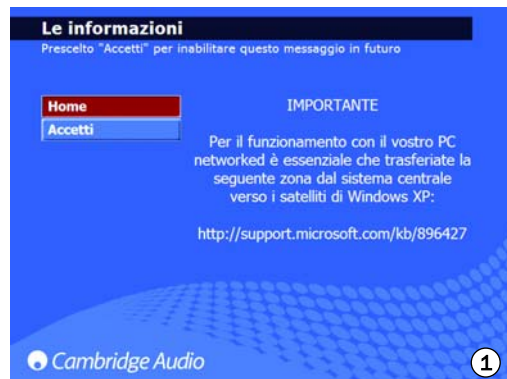 Le informazioni
Prescelto "Accetti" per inabilitare questo messaggio in futuro
Home
Accetti
IMPORTANTE
Per il funzionamento con il vostro PC
networked è essenziale che trasferiate la
seguente zona dal sistema centrale
verso i satelliti di Windows XP:
http://support.microsoft.com/kb/896427
Cambridge Audio
1